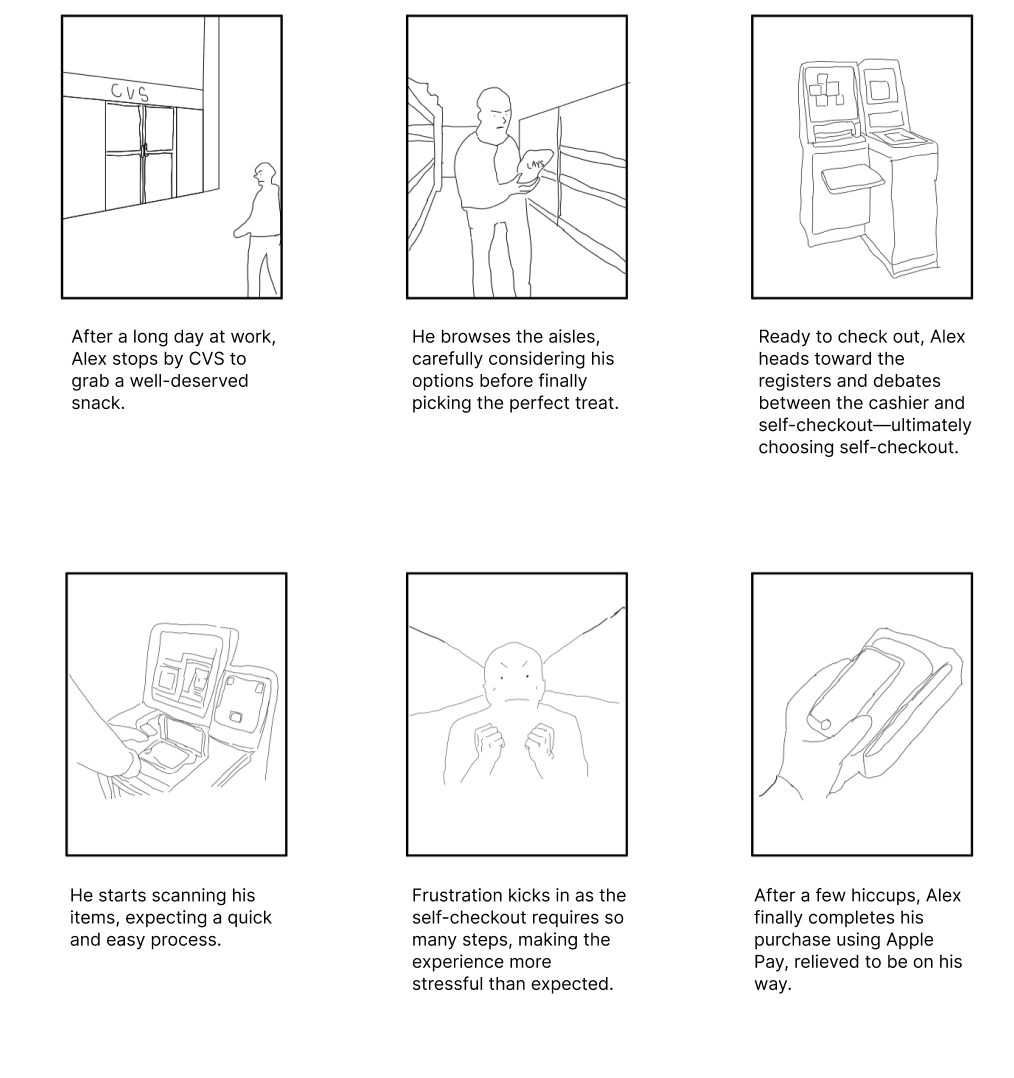 CVS
LAYS
After a long day at work,
Alex stops by CVS to
grab a well-deserved
snack.
He browses the aisles,
carefully considering his
options before finally
picking the perfect treat.
Ready to check out, Alex
heads toward the
registers and debates
between the cashier and
self-checkout—ultimately
choosing self-checkout.
He starts scanning his
items, expecting a quick
and easy process.
Frustration kicks in as the
self-checkout requires so
many steps, making the
experience more
stressful than expected.
After a few hiccups, Alex
finally completes his
purchase using Apple
Pay, relieved to be on his
way.